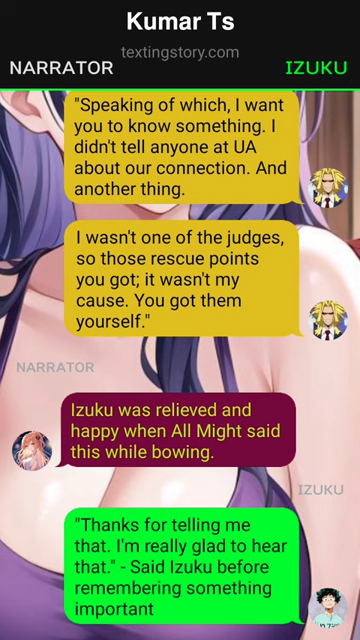 Kumar Ts
textingstory.com
NARRATOR
IZUKU
"Speaking of which, I want
you to know something. I
didn't tell anyone at UA
about our connection. And
another thing.
I wasn't one of the judges,
so those rescue points
you got; it wasn't my
cause. You got them
yourself."
NARRATOR
Izuku was relieved and
happy when All Might said
this while bowing.
IZUKU
"Thanks for telling me
that. I'm really glad to hear
that." - Said Izuku before
remembering something
important